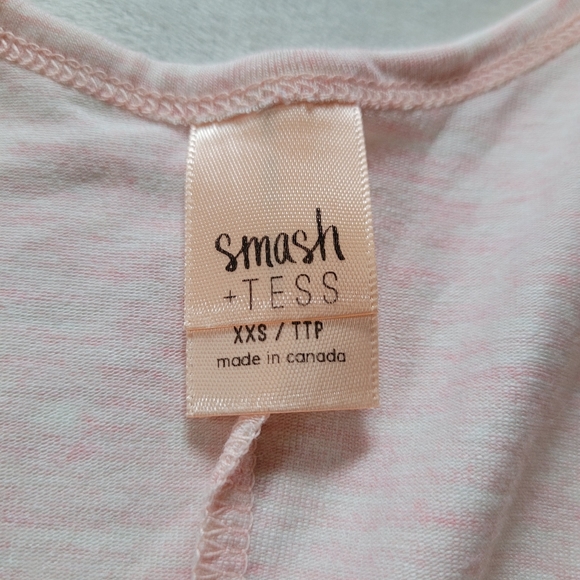 smash
+TESS
XXS / TTP
made in canada